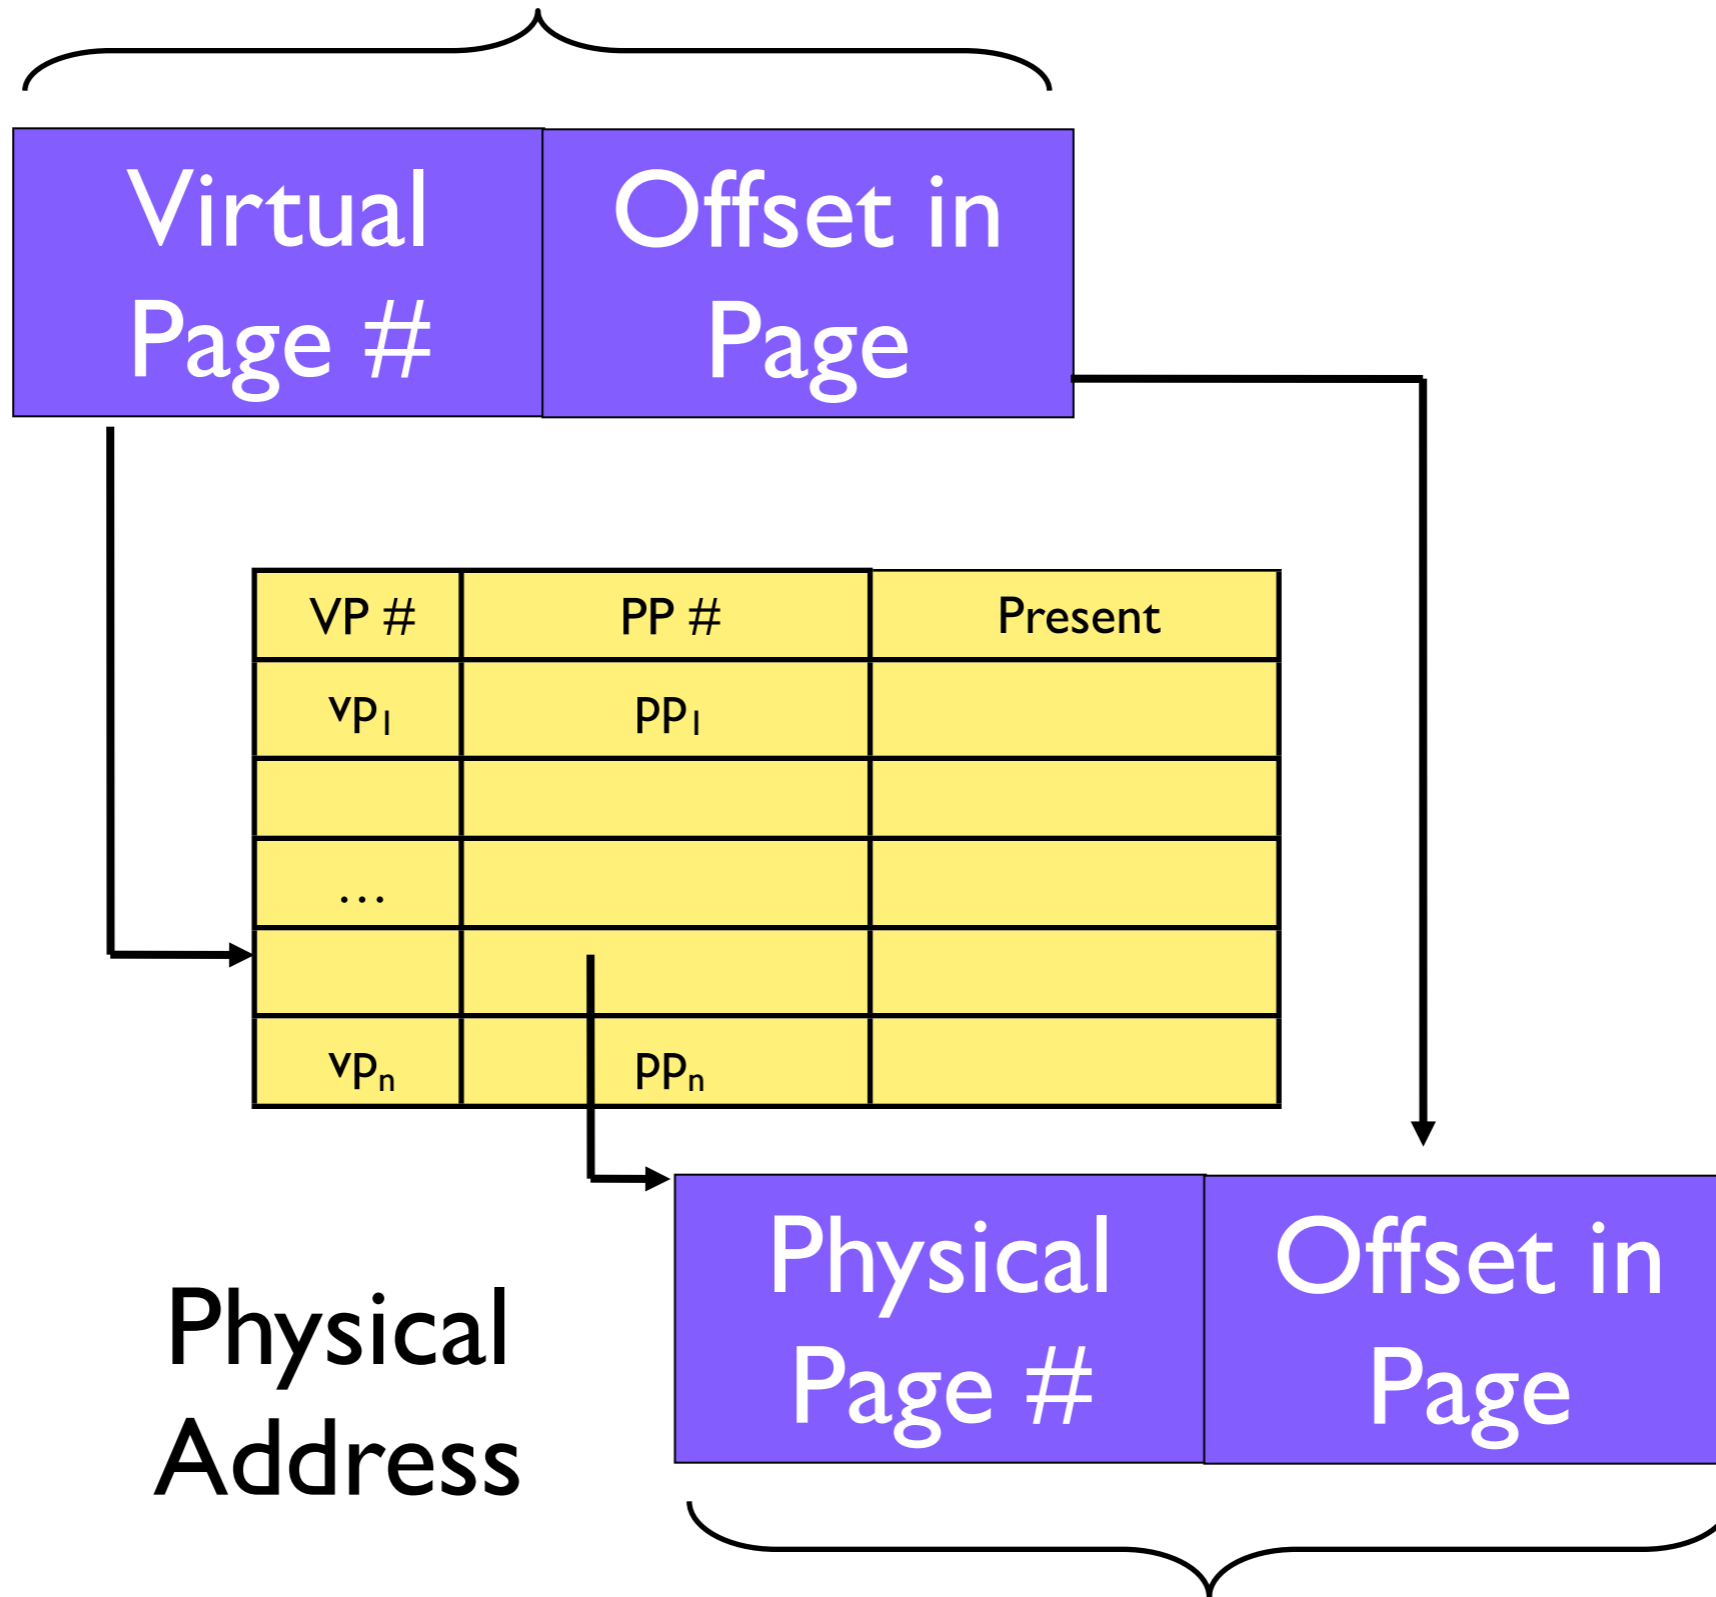 Virtual
Page #
Offset in
Page
VP # PP # Present
vp₁ pp₁
…
vpₙ ppₙ
Physical
Address
Physical
Page #
Offset in
Page